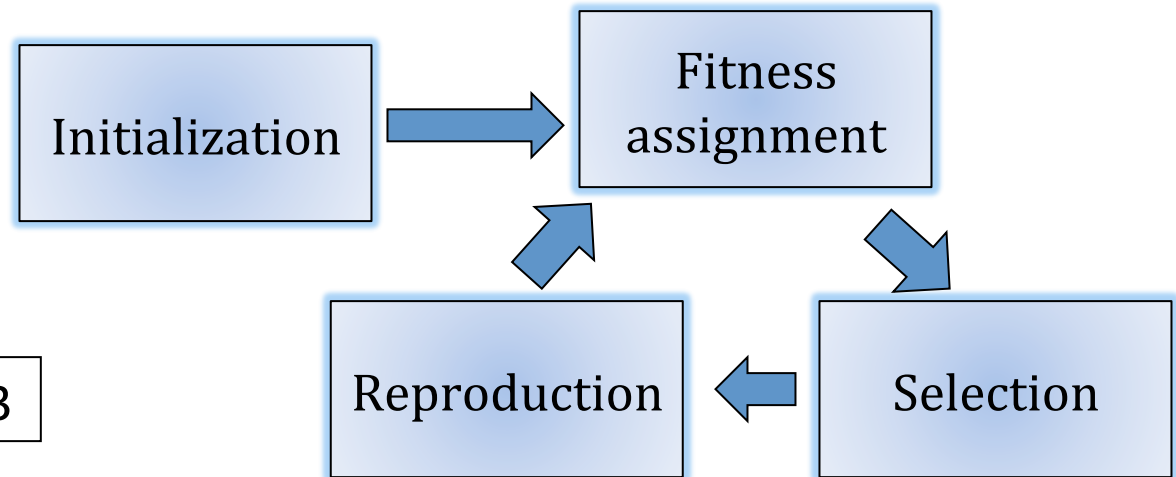 Initialization
Fitness
assignment
Reproduction
Selection